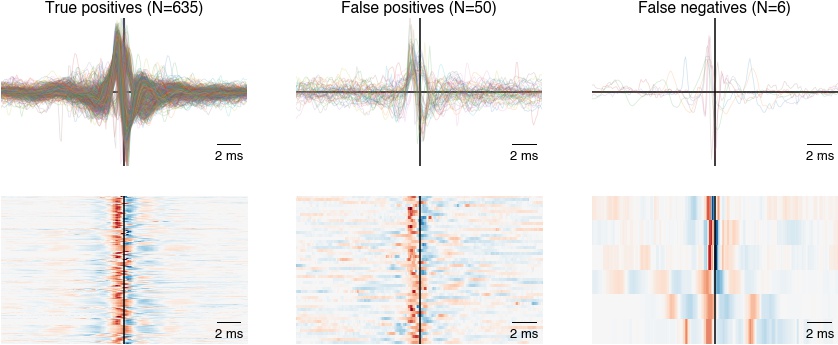 True positives (N=635)
False positives (N=50)
False negatives (N=6)
2 ms
2 ms
2 ms
2 ms
2 ms
2 ms